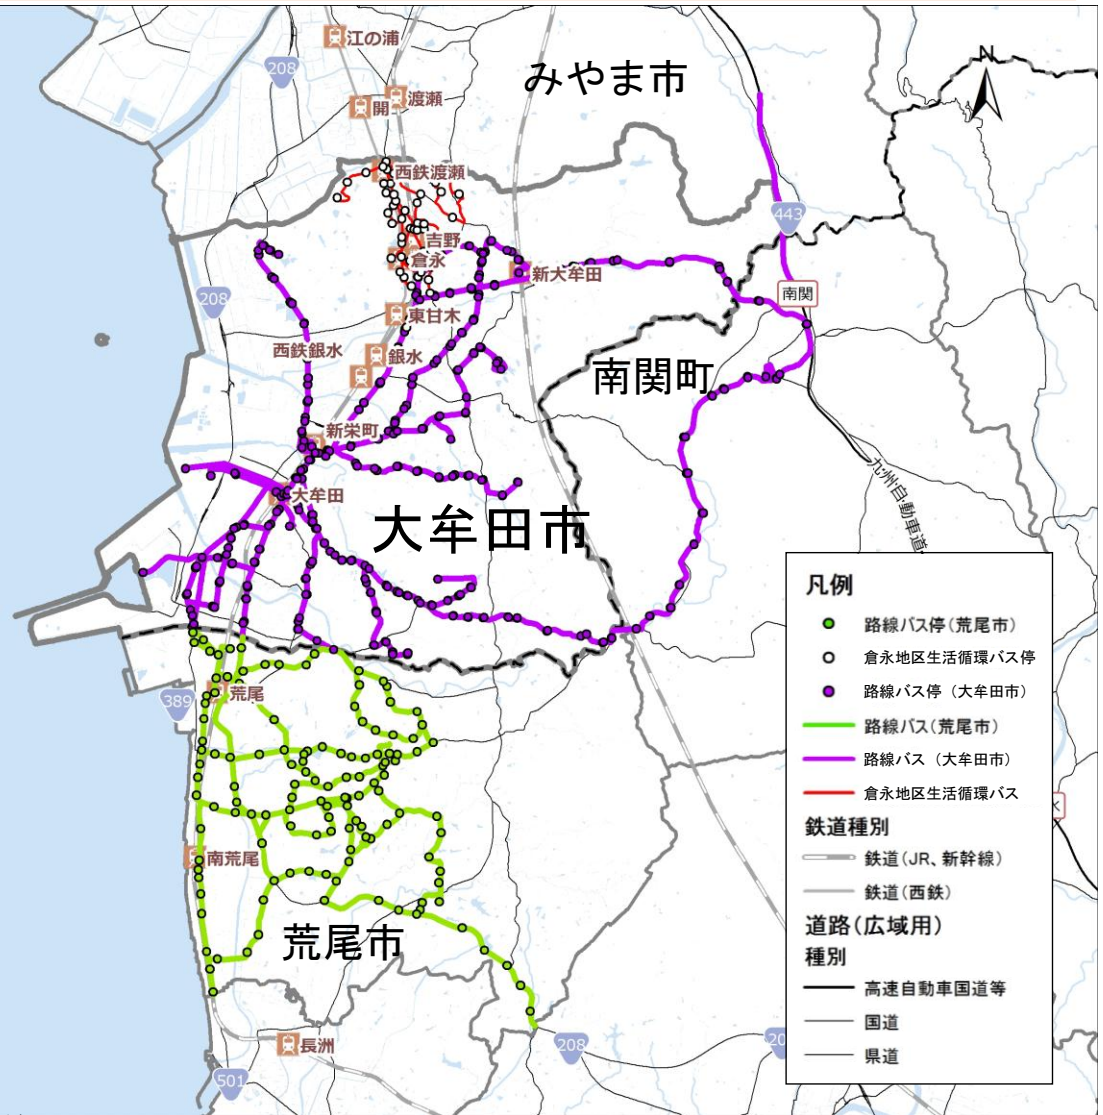 江の浦
208
みやま市
N
渡瀬
開
西鉄渡瀬
443
吉野
倉永
新大牟田
208
南関
東甘木
西鉄銀水
銀水
南関町
新栄町
大牟田
九州自動車道
大牟田市
凡例
路線バス停(荒尾市)
倉永地区生活循環バス停
路線バス停（大牟田市）
路線バス(荒尾市)
路線バス（大牟田市）
倉永地区生活循環バス
鉄道種別
鉄道(JR、新幹線)
鉄道(西鉄)
道路(広域用)
種別
高速自動車国道等
国道
県道
389
荒尾
南荒尾
荒尾市
長洲
208
20
501